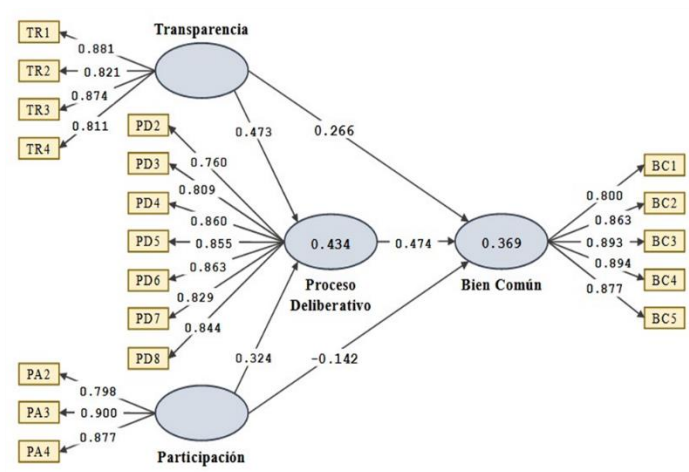 Transparencia
TR1
0.881
TR2
0.821
TR3
0.874
TR4
0.811
0.473
0.266
PD2
0.760
PD3
0.809
PD4
0.860
PD5
0.855
PD6
0.863
PD7
0.829
PD8
0.844
0.434
Proceso
Deliberativo
0.474
0.369
Bien Común
BC1
0.800
BC2
0.863
BC3
0.893
BC4
0.894
BC5
0.877
0.324
-0.142
PA2
0.798
PA3
0.900
PA4
0.877
Participación